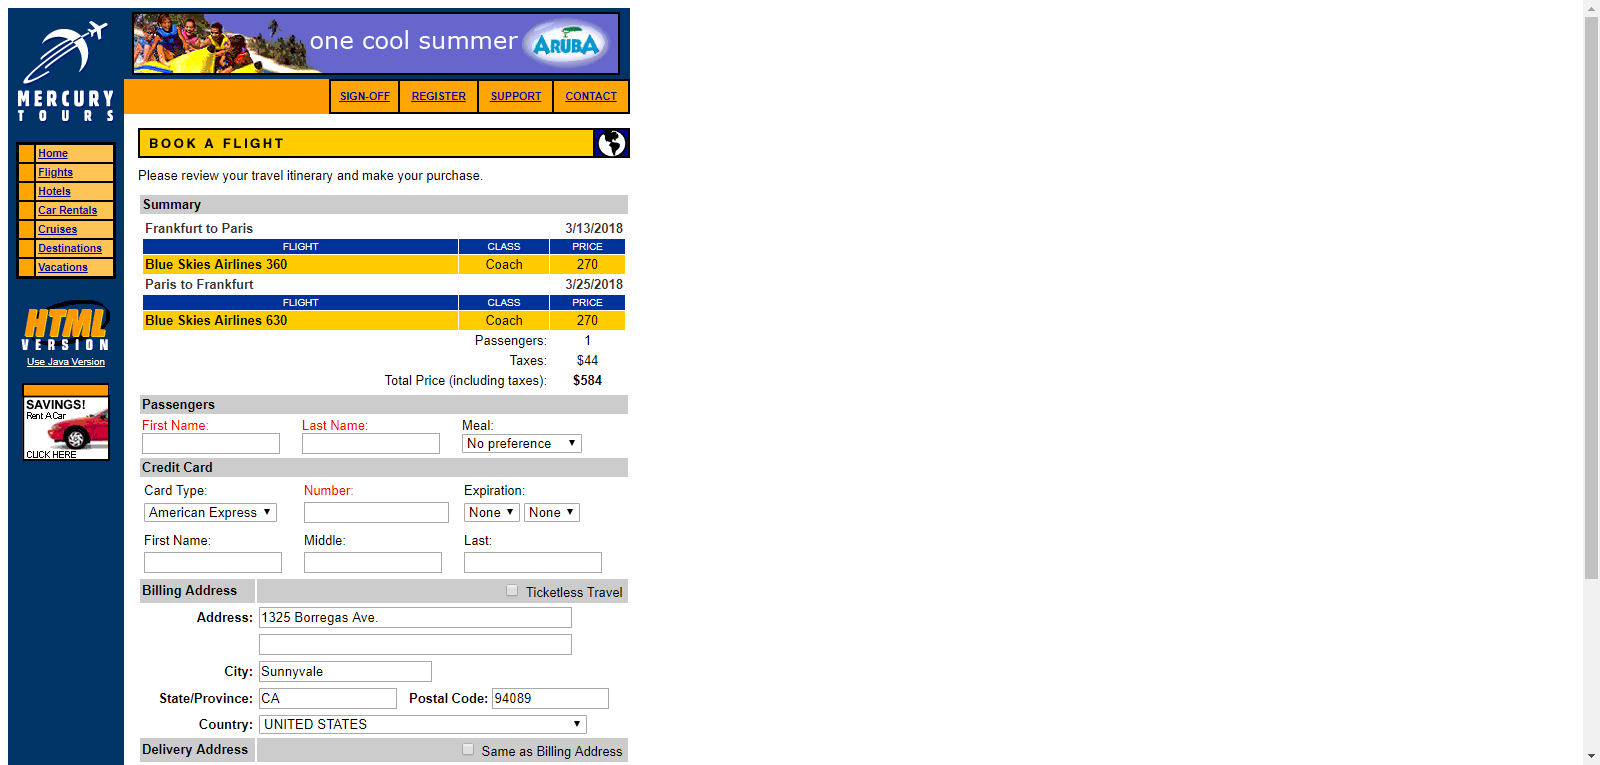 one cool summer ARUBA
MERCURY
TOURS
SIGN-OFF REGISTER SUPPORT CONTACT
BOOK A FLIGHT
Home
Flights
Hotels
Car Rentals
Cruises
Destinations
Vacations
HTML
VERSION
Use Java Version
SAVINGS!
Rent A Car
CLICK HERE
Please review your travel itinerary and make your purchase.
Summary
Frankfurt to Paris 3/13/2018
FLIGHT CLASS PRICE
Blue Skies Airlines 360 Coach 270
Paris to Frankfurt 3/25/2018
FLIGHT CLASS PRICE
Blue Skies Airlines 630 Coach 270
Passengers: 1
Taxes: $44
Total Price (including taxes): $584
Passengers
First Name: Last Name: Meal:
No preference
Credit Card
Card Type: Number: Expiration:
American Express None None
First Name: Middle: Last:
Billing Address Ticketless Travel
Address: 1325 Borregas Ave.
City: Sunnyvale
State/Province: CA Postal Code: 94089
Country: UNITED STATES
Delivery Address Same as Billing Address